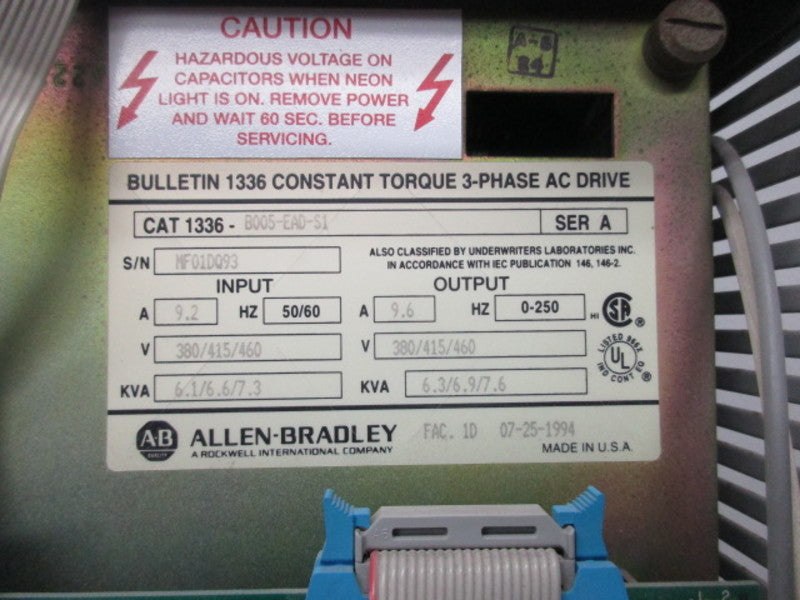 CAUTION
HAZARDOUS VOLTAGE ON
CAPACITORS WHEN NEON
LIGHT IS ON. REMOVE POWER
AND WAIT 60 SEC. BEFORE
SERVICING.
A-B
BULLETIN 1336 CONSTANT TORQUE 3-PHASE AC DRIVE
CAT 1336 - B005-EAD-S1 SER A
S/N MF01DQ93
ALSO CLASSIFIED BY UNDERWRITERS LABORATORIES INC.
IN ACCORDANCE WITH IEC PUBLICATION 146, 146-2.
INPUT OUTPUT
A 9.2 HZ 50/60 A 9.6 HZ 0-250
HI SA ®
V 380/415/460 V 380/415/460
LISTED 966X
UL
IND CONT EQ ®
KVA 6.1/6.6/7.3 KVA 6.3/6.9/7.6
AB
QUALITY
ALLEN-BRADLEY FAC. 1D 07-25-1994
A ROCKWELL INTERNATIONAL COMPANY MADE IN U.S.A.